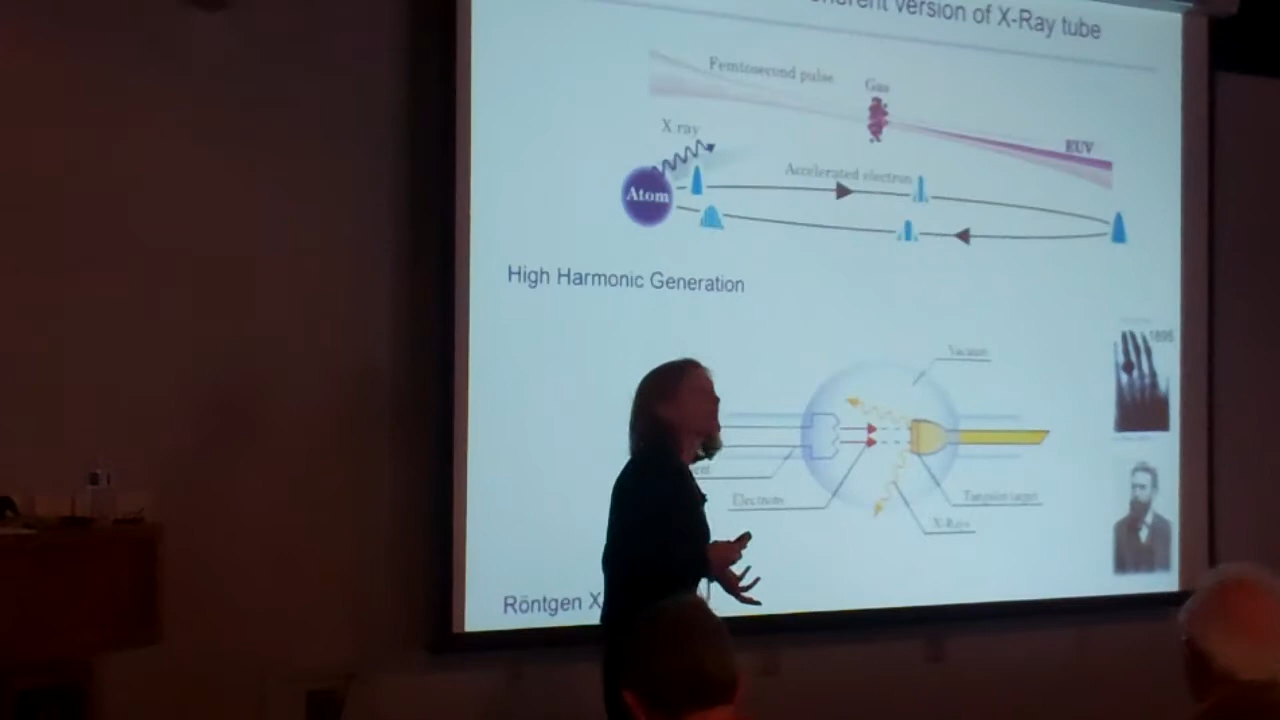 version of X-Ray tube
Femtosecond pulse
Gas
X ray
EUV
Accelerated electron
Atom
High Harmonic Generation
1895
Vacuum
Electrons
Tungsten target
X-Rays
Röntgen X